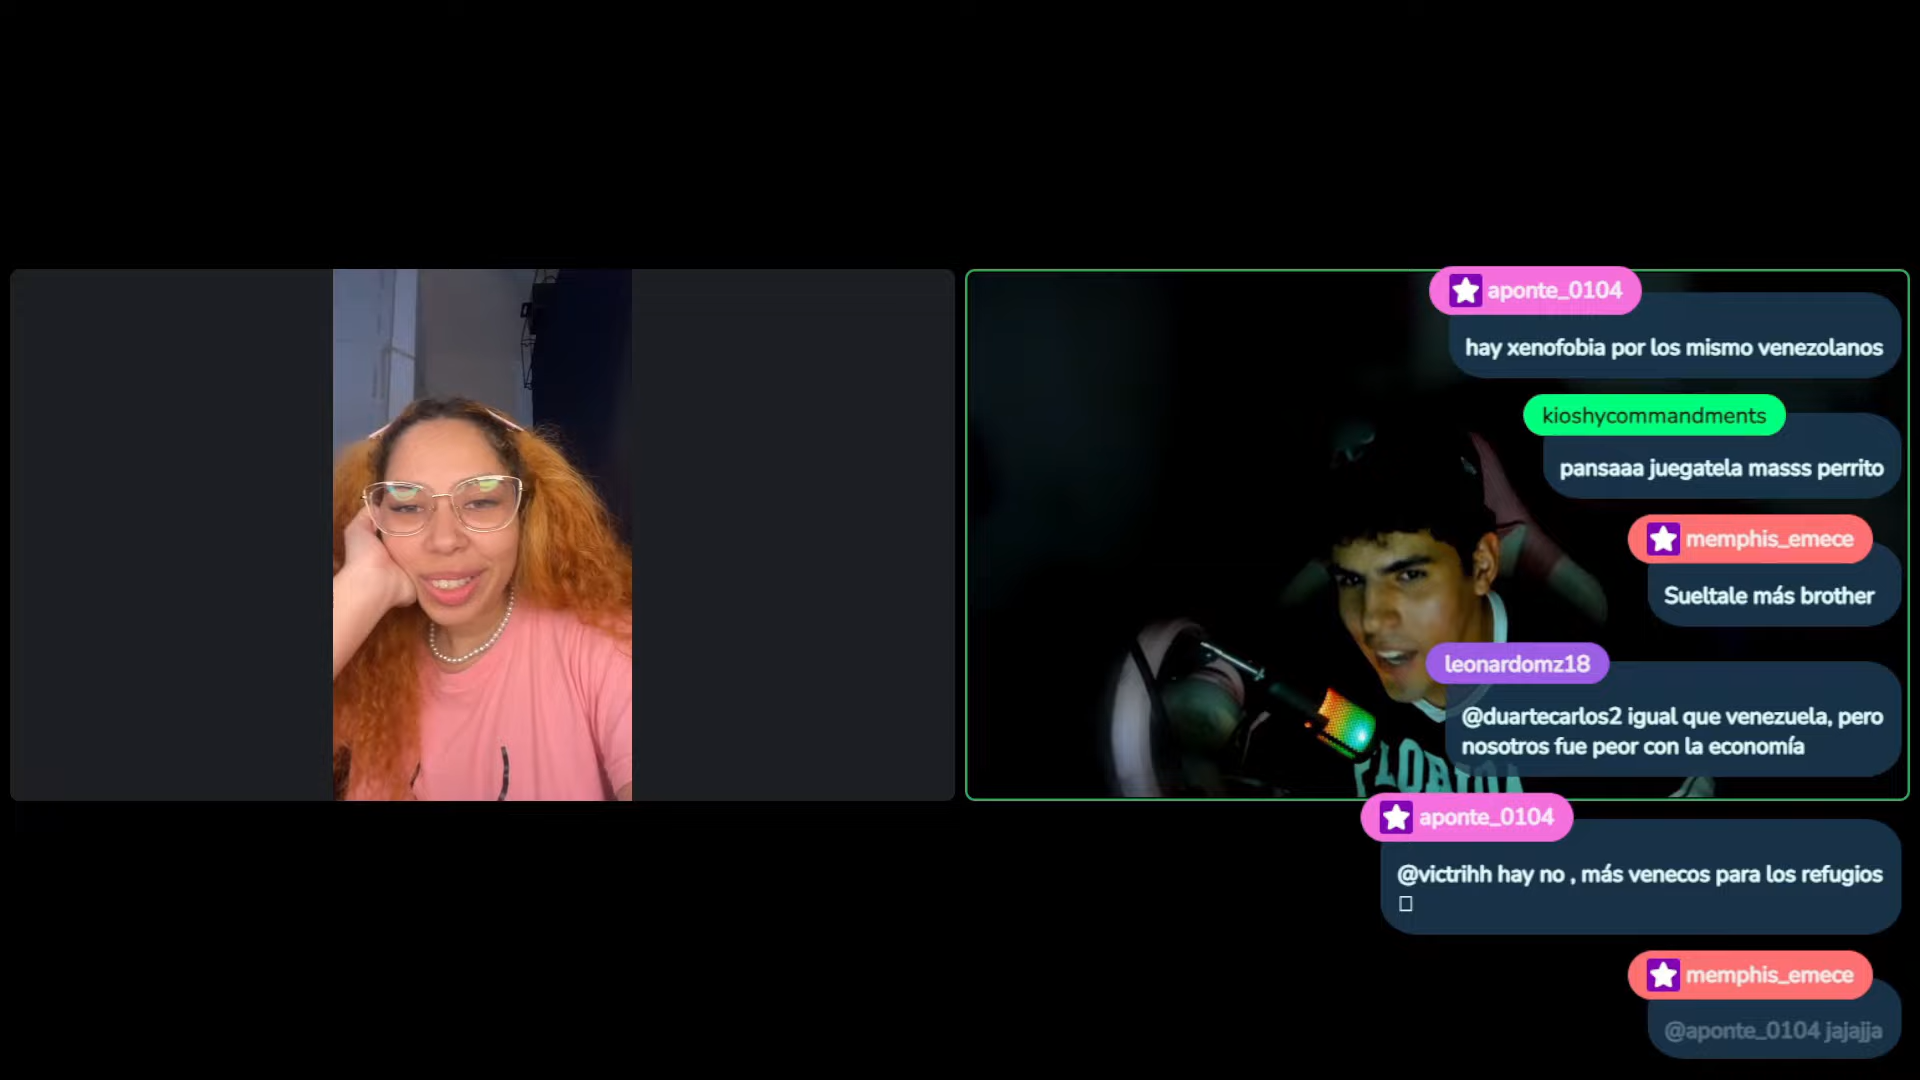 aponte_0104
hay xenofobia por los mismo venezolanos
kioshycommandments
pansaaa juegatela masss perrito
memphis_emece
Sueltale más brother
leonardomz18
@duartecarlos2 igual que venezuela, pero
nosotros fue peor con la economía
FLORIDA
aponte_0104
@victrihh hay no , más venecos para los refugios
memphis_emece
@aponte_0104 jajajja